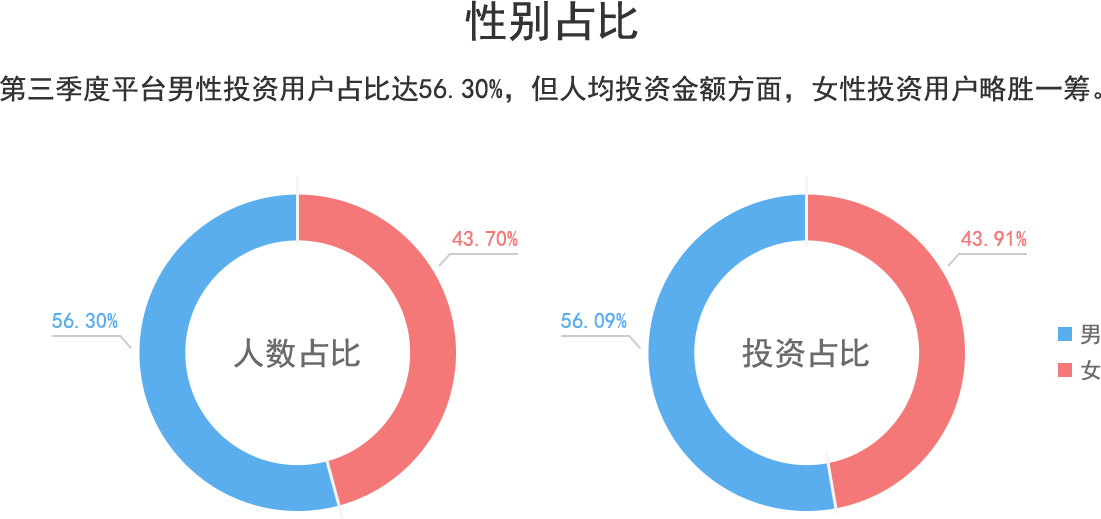 性别占比
第三季度平台男性投资用户占比达56.30%，但人均投资金额方面，女性投资用户略胜一筹。
43.70%
56.30%
人数占比
43.91%
56.09%
投资占比
男
女